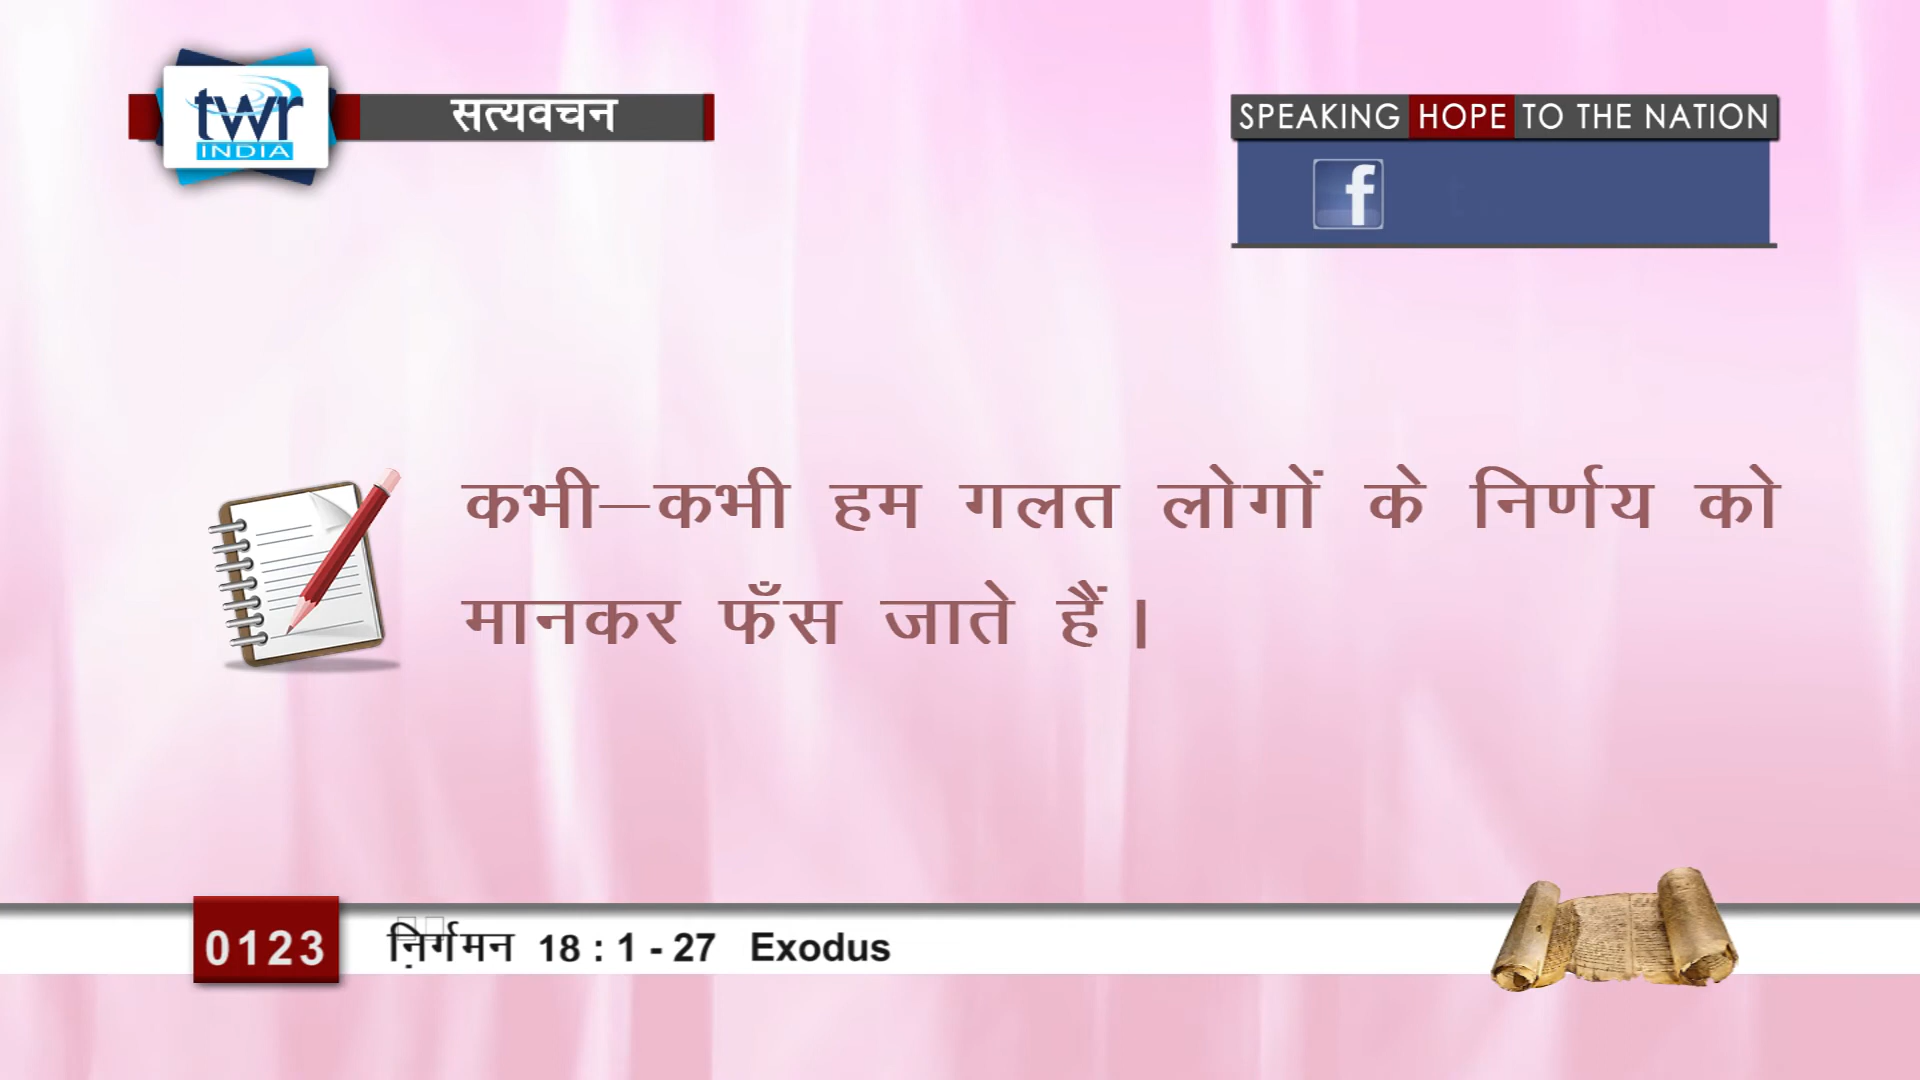 twr
INDIA
सत्यवचन
SPEAKING HOPE TO THE NATION
f
कभी–कभी हम गलत लोगों के निर्णय को
मानकर फँस जाते हैं।
0123
निर्गमन 18 : 1 - 27 Exodus